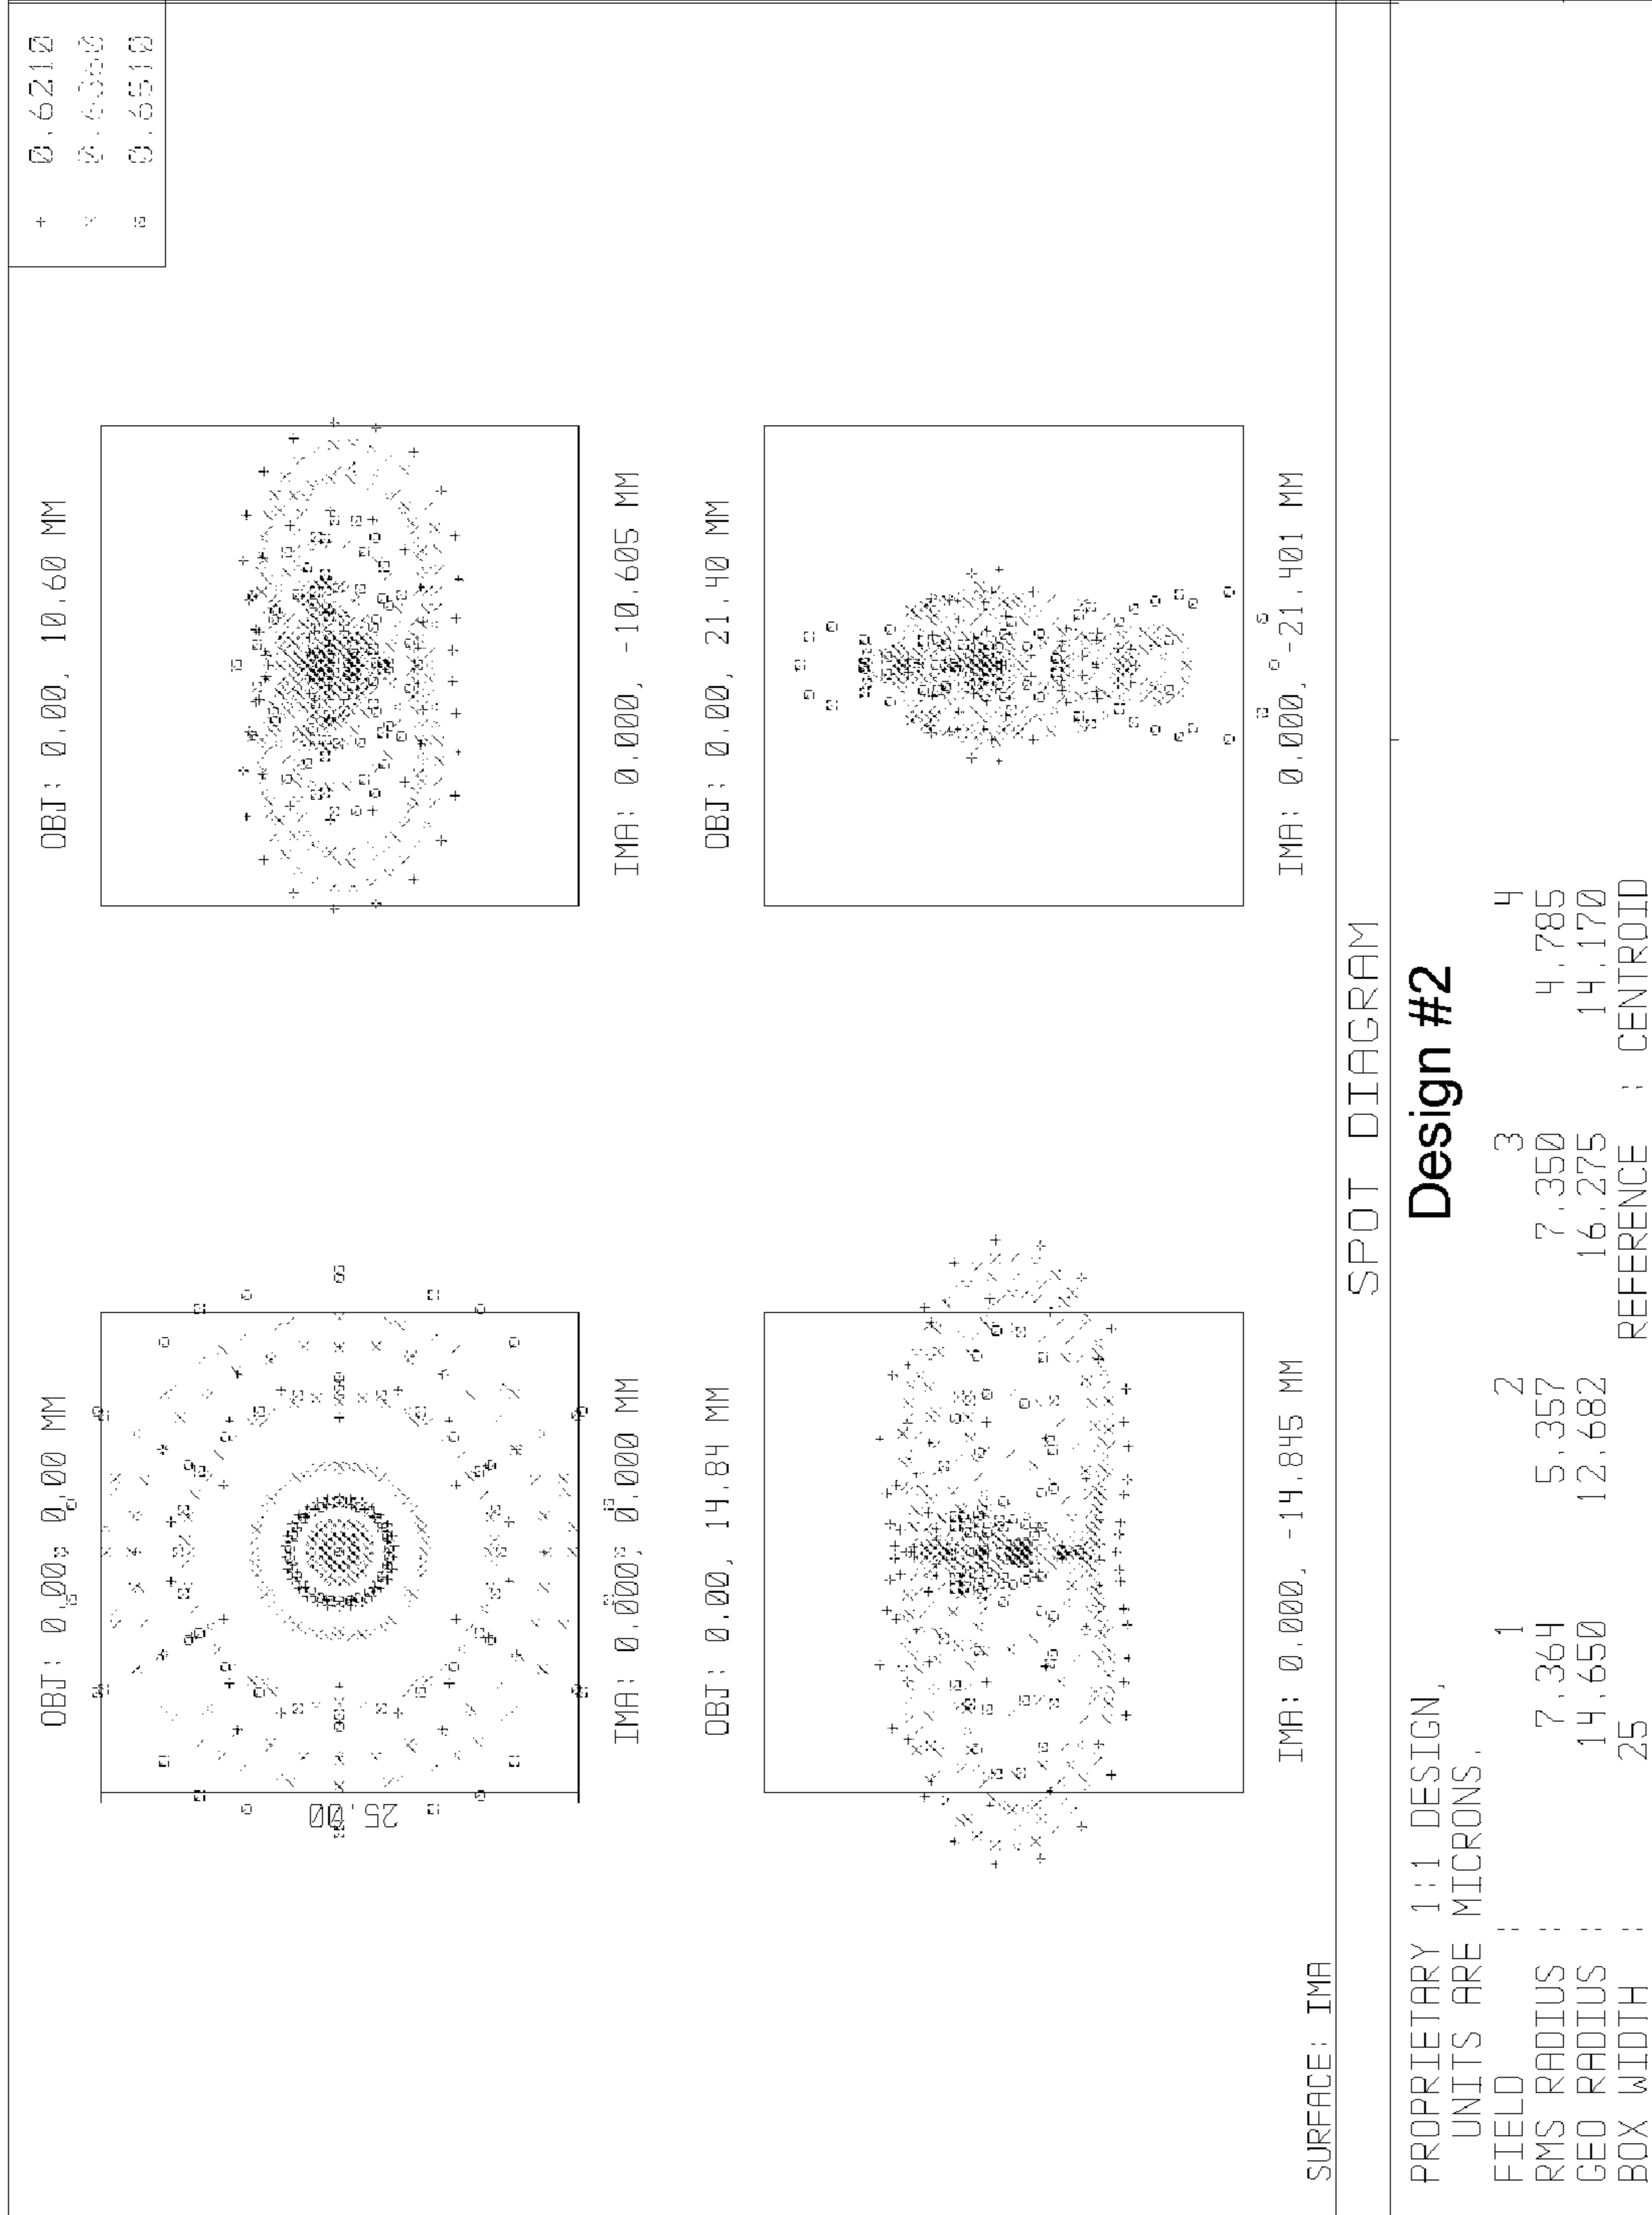 + 0.6210
× 0.6360
0.6510
OBJ: 0.00, 0.00 MM
OBJ: 0.00, 10.60 MM
25.00
IMA: 0.000, 0.000 MM
IMA: 0.000, -10.605 MM
OBJ: 0.00, 14.84 MM
OBJ: 0.00, 21.40 MM
IMA: 0.000, -14.845 MM
IMA: 0.000, -21.401 MM
SURFACE: IMA
SPOT DIAGRAM
Design #2
PROPRIETARY 1:1 DESIGN,
UNITS ARE MICRONS.
FIELD : 1 2 3 4
RMS RADIUS : 7.364 5.357 7.350 4.785
GEO RADIUS : 14.650 12.682 16.275 14.170
BOX WIDTH : 25 REFERENCE : CENTROID